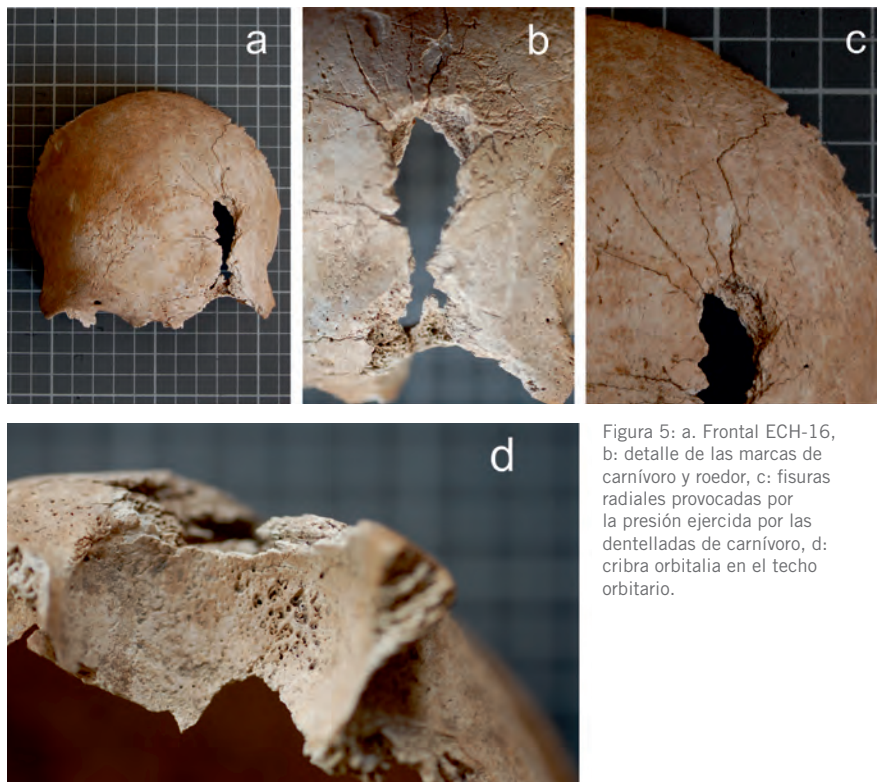 a
b
c
d
Figura 5: a. Frontal ECH-16,
b: detalle de las marcas de
carnívoro y roedor, c: fisuras
radiales provocadas por
la presión ejercida por las
dentelladas de carnívoro, d:
cribra orbitalia en el techo
orbitario.